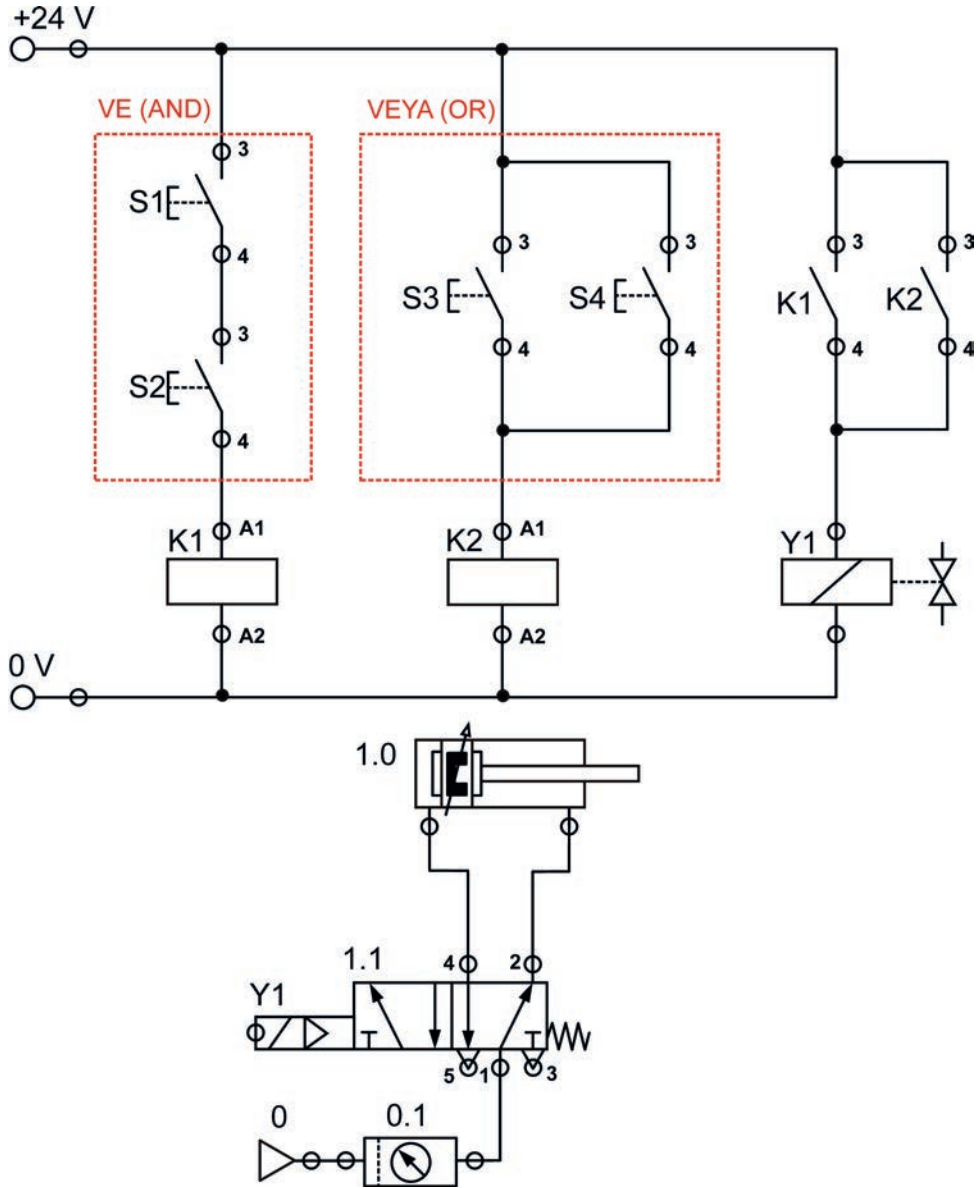 +24 V
VE (AND) VEYA (OR)
3
S1
4
3
S2
4
3 3
S3 S4
4 4
3 3
K1 K2
4 4
K1 A1
A2
K2 A1
A2
Y1
0 V
1.0
1.1 4 2
Y1
5 1 3
0 0.1